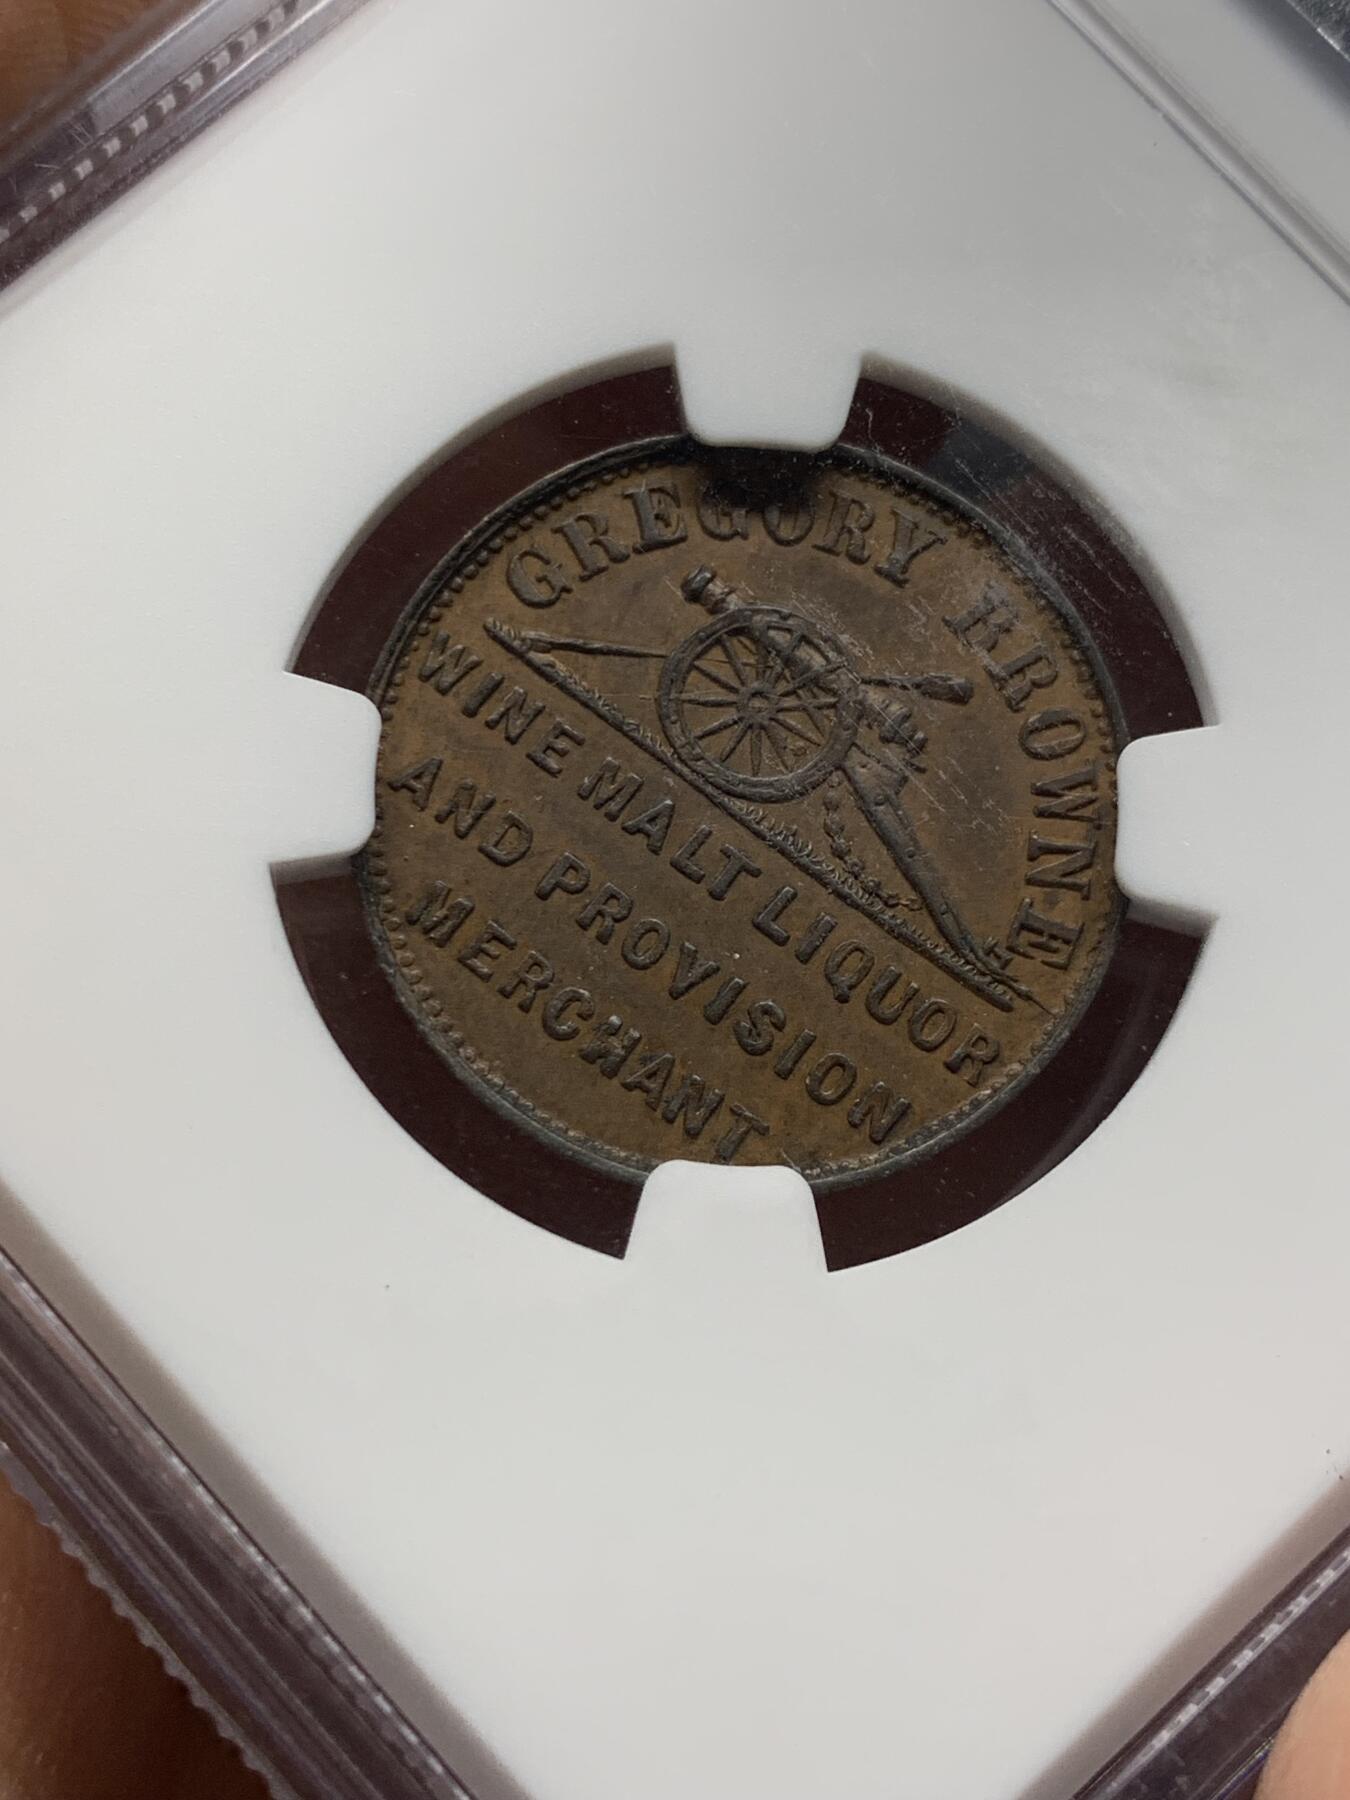 GREGORY BROWNE
WINE MALT LIQUOR
AND PROVISION
MERCHANT